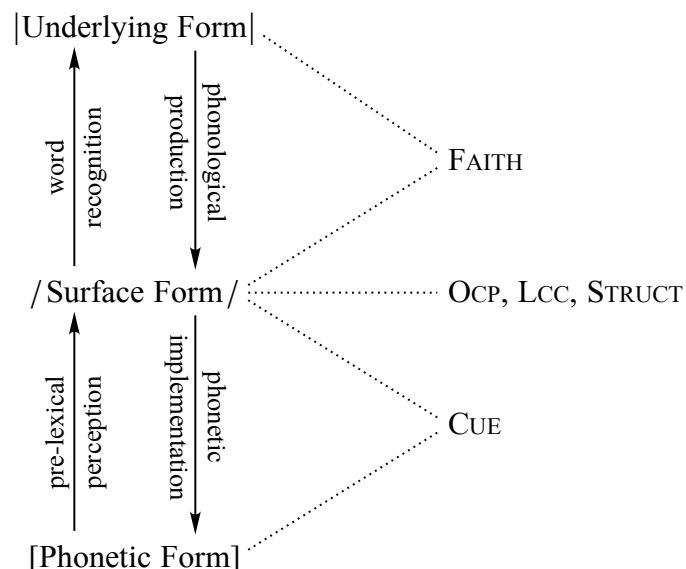 |Underlying Form|
word
recognition
phonological
production
FAITH
/Surface Form/
OCP, LCC, STRUCT
pre-lexical
perception
phonetic
implementation
CUE
[Phonetic Form]